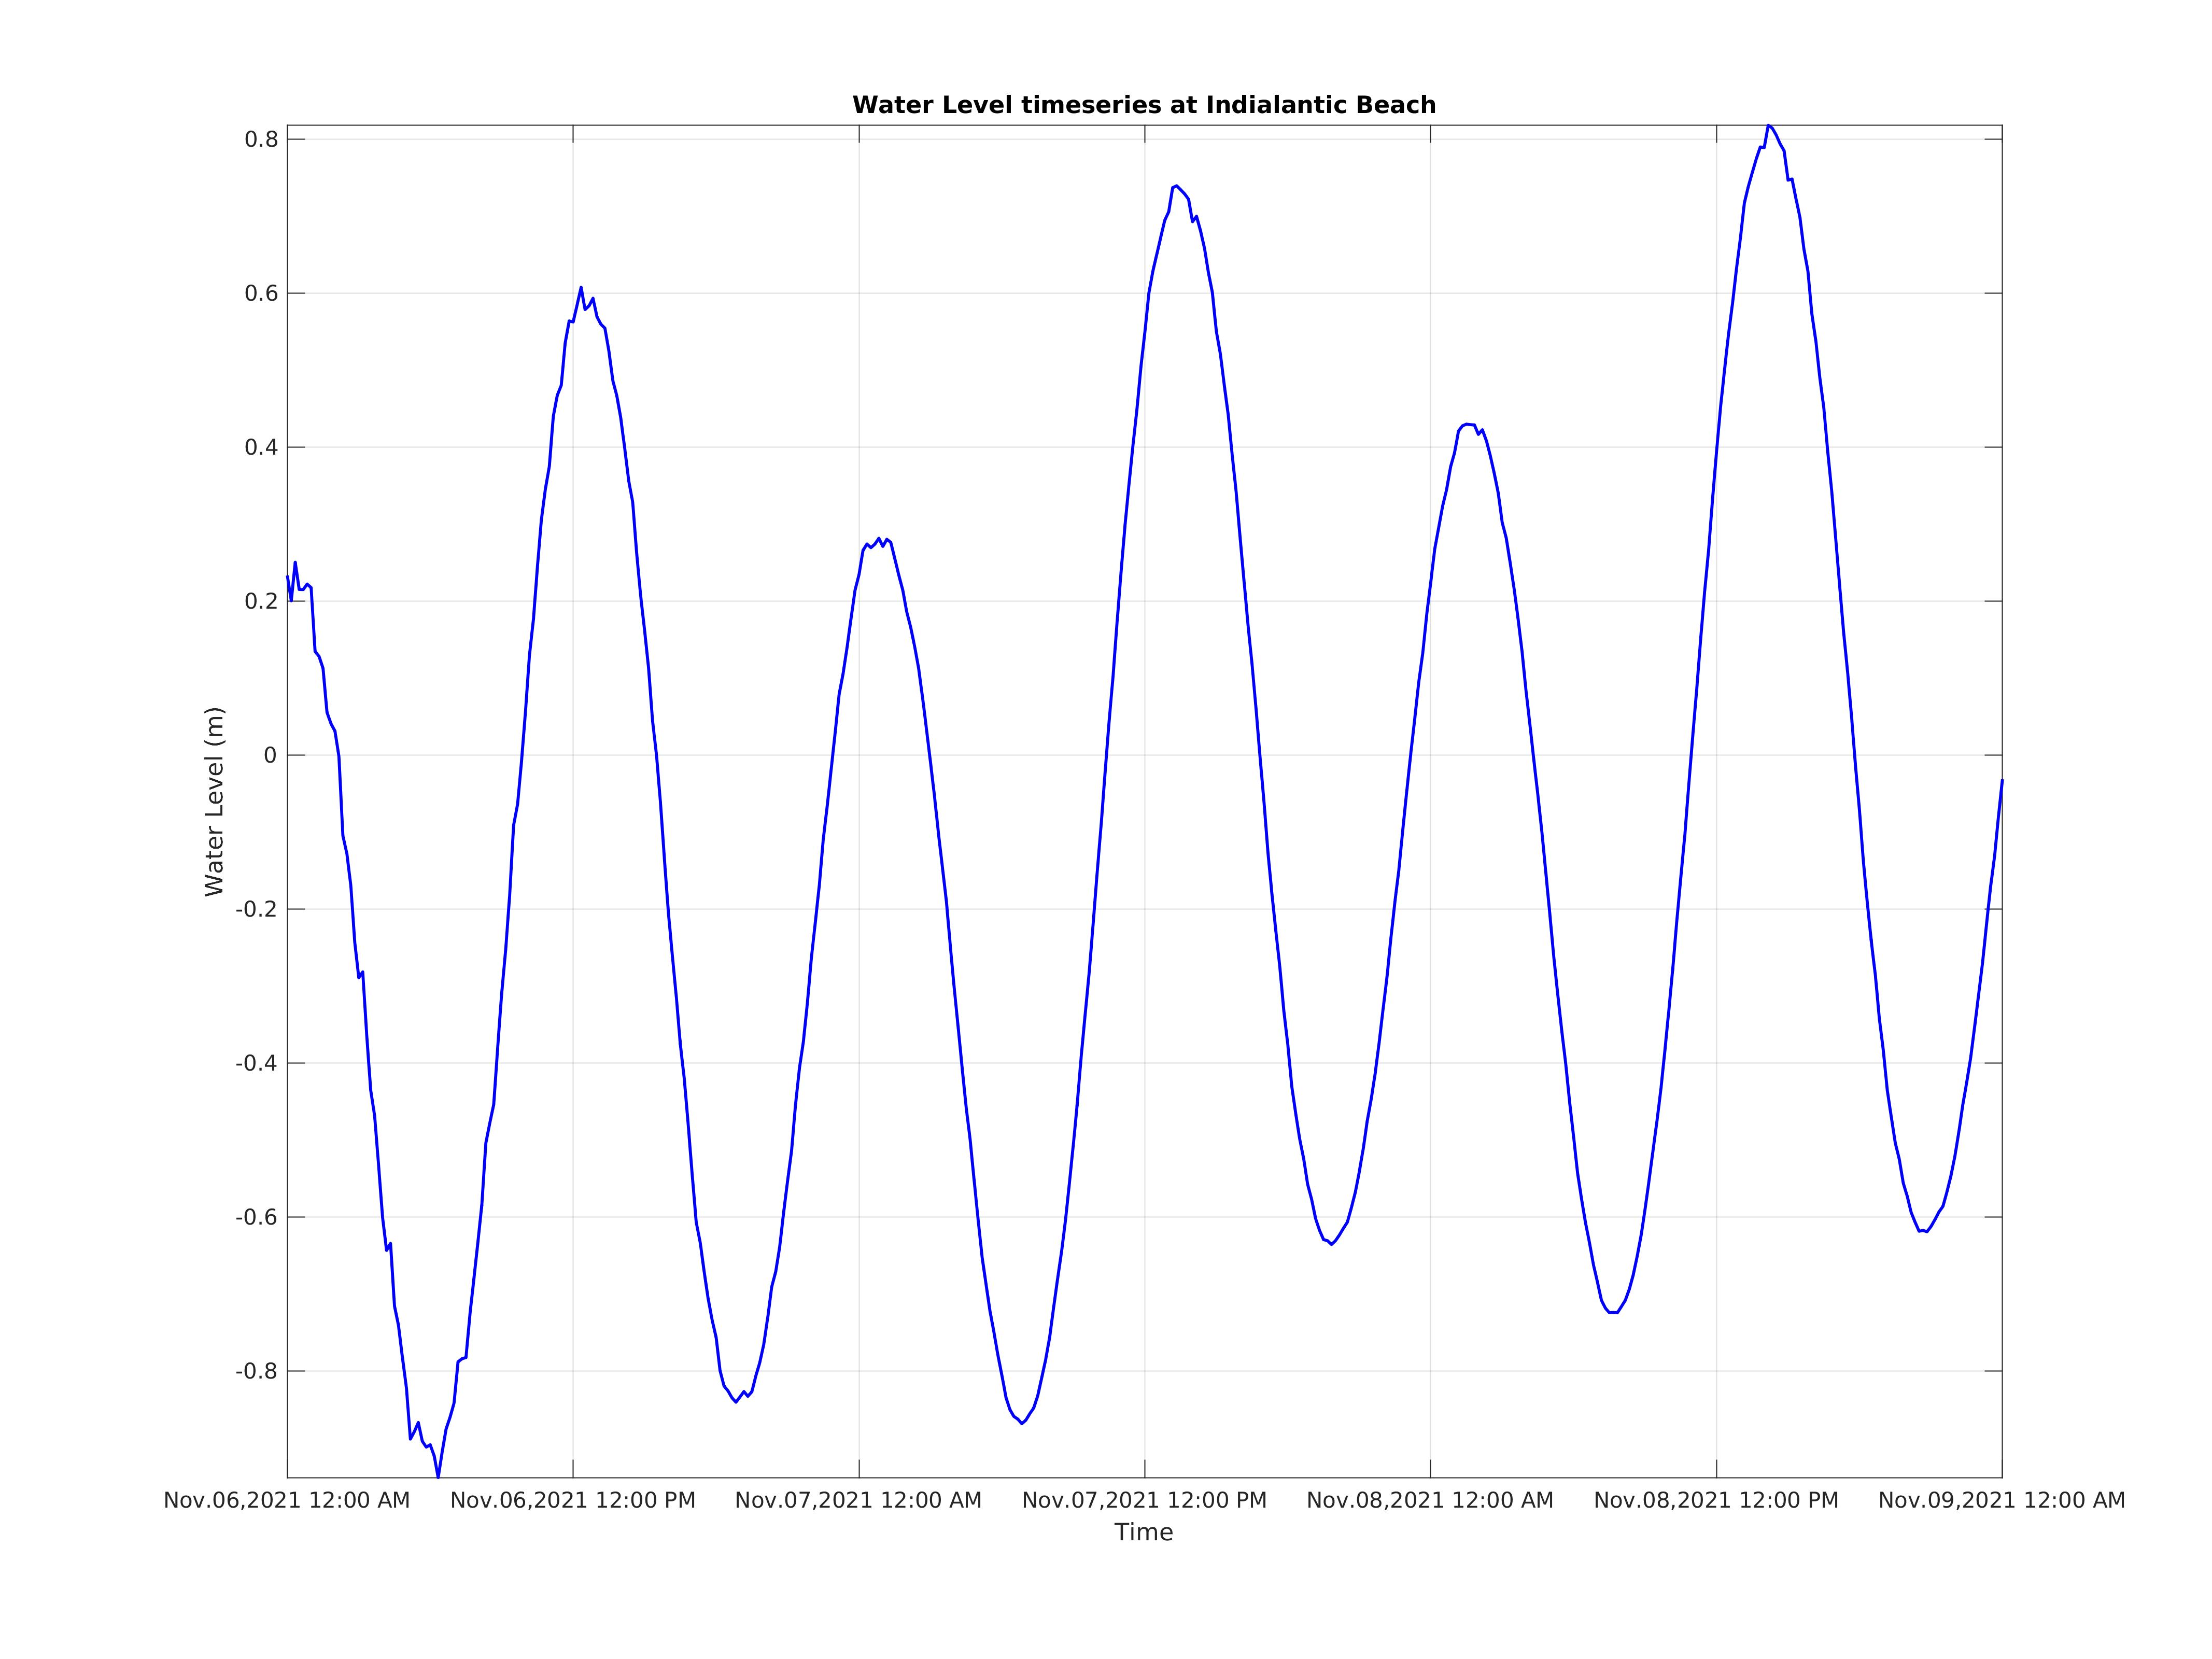 Water Level timeseries at Indialantic Beach
0.8
0.6
0.4
0.2
0
-0.2
-0.4
-0.6
-0.8
Water Level (m)
Nov.06,2021 12:00 AM Nov.06,2021 12:00 PM Nov.07,2021 12:00 AM Nov.07,2021 12:00 PM Nov.08,2021 12:00 AM Nov.08,2021 12:00 PM Nov.09,2021 12:00 AM
Time